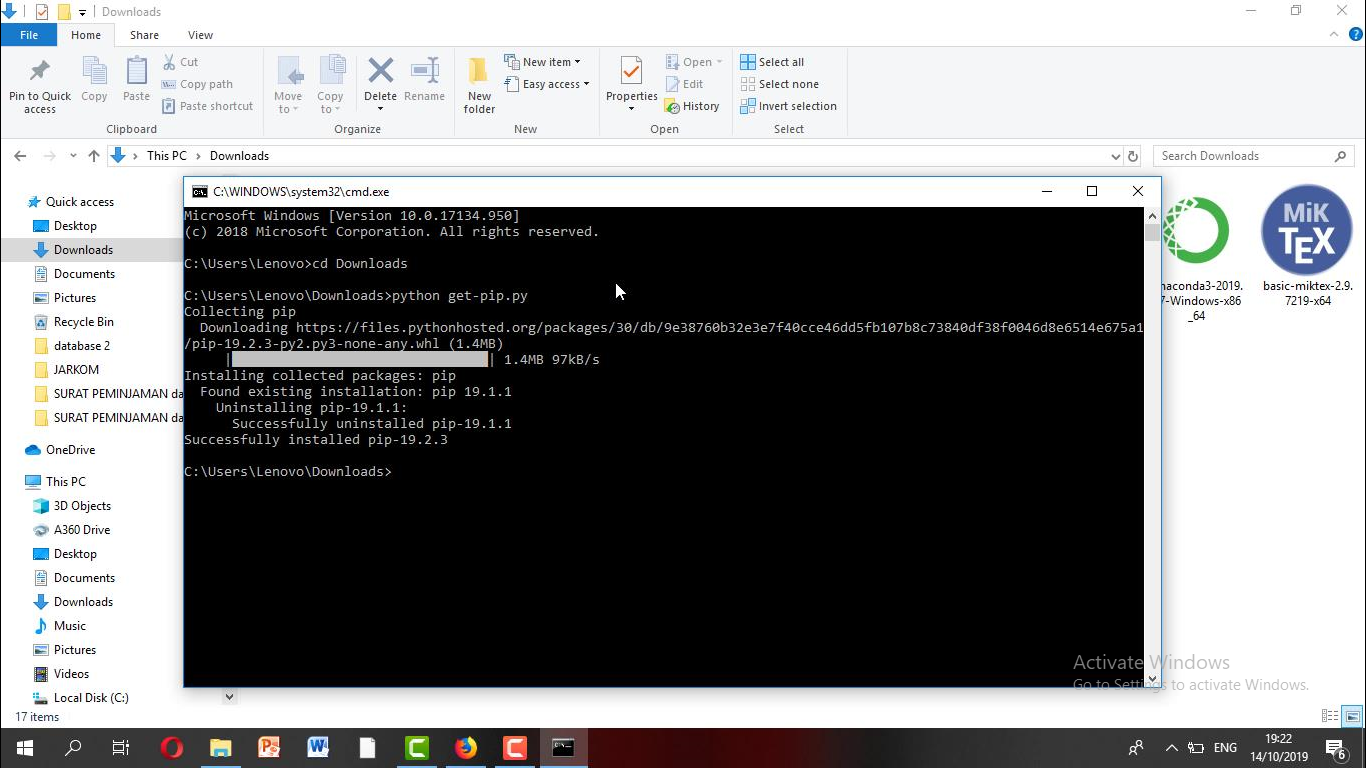 Downloads
File Home Share View
Pin to Quick access
Copy
Paste
Cut
Copy path
Paste shortcut
Clipboard
Move to
Copy to
Delete
Rename
Organize
New folder
New item
Easy access
New
Properties
Open
Edit
History
Open
Select all
Select none
Invert selection
Select
This PC > Downloads
Search Downloads
Quick access
Desktop
Downloads
Documents
Pictures
Recycle Bin
database 2
JARKOM
SURAT PEMINJAMAN da
SURAT PEMINJAMAN da
OneDrive
This PC
3D Objects
A360 Drive
Desktop
Documents
Downloads
Music
Pictures
Videos
Local Disk (C:)
17 items
C:\WINDOWS\system32\cmd.exe
Microsoft Windows [Version 10.0.17134.950]
(c) 2018 Microsoft Corporation. All rights reserved.
C:\Users\Lenovo>cd Downloads
C:\Users\Lenovo\Downloads>python get-pip.py
Collecting pip
Downloading https://files.pythonhosted.org/packages/30/db/9e38760b32e3e7f40cce46dd5fb107b8c73840df38f0046d8e6514e675a1
/pip-19.2.3-py2.py3-none-any.whl (1.4MB)
| | 1.4MB 97kB/s
Installing collected packages: pip
Found existing installation: pip 19.1.1
Uninstalling pip-19.1.1:
Successfully uninstalled pip-19.1.1
Successfully installed pip-19.2.3
C:\Users\Lenovo\Downloads>
naconda3-2019.
7-Windows-x86
_64
MiK
TEX
basic-miktex-2.9.
7219-x64
Activate Windows
Go to Settings to activate Windows.
ENG
19:22
14/10/2019
6